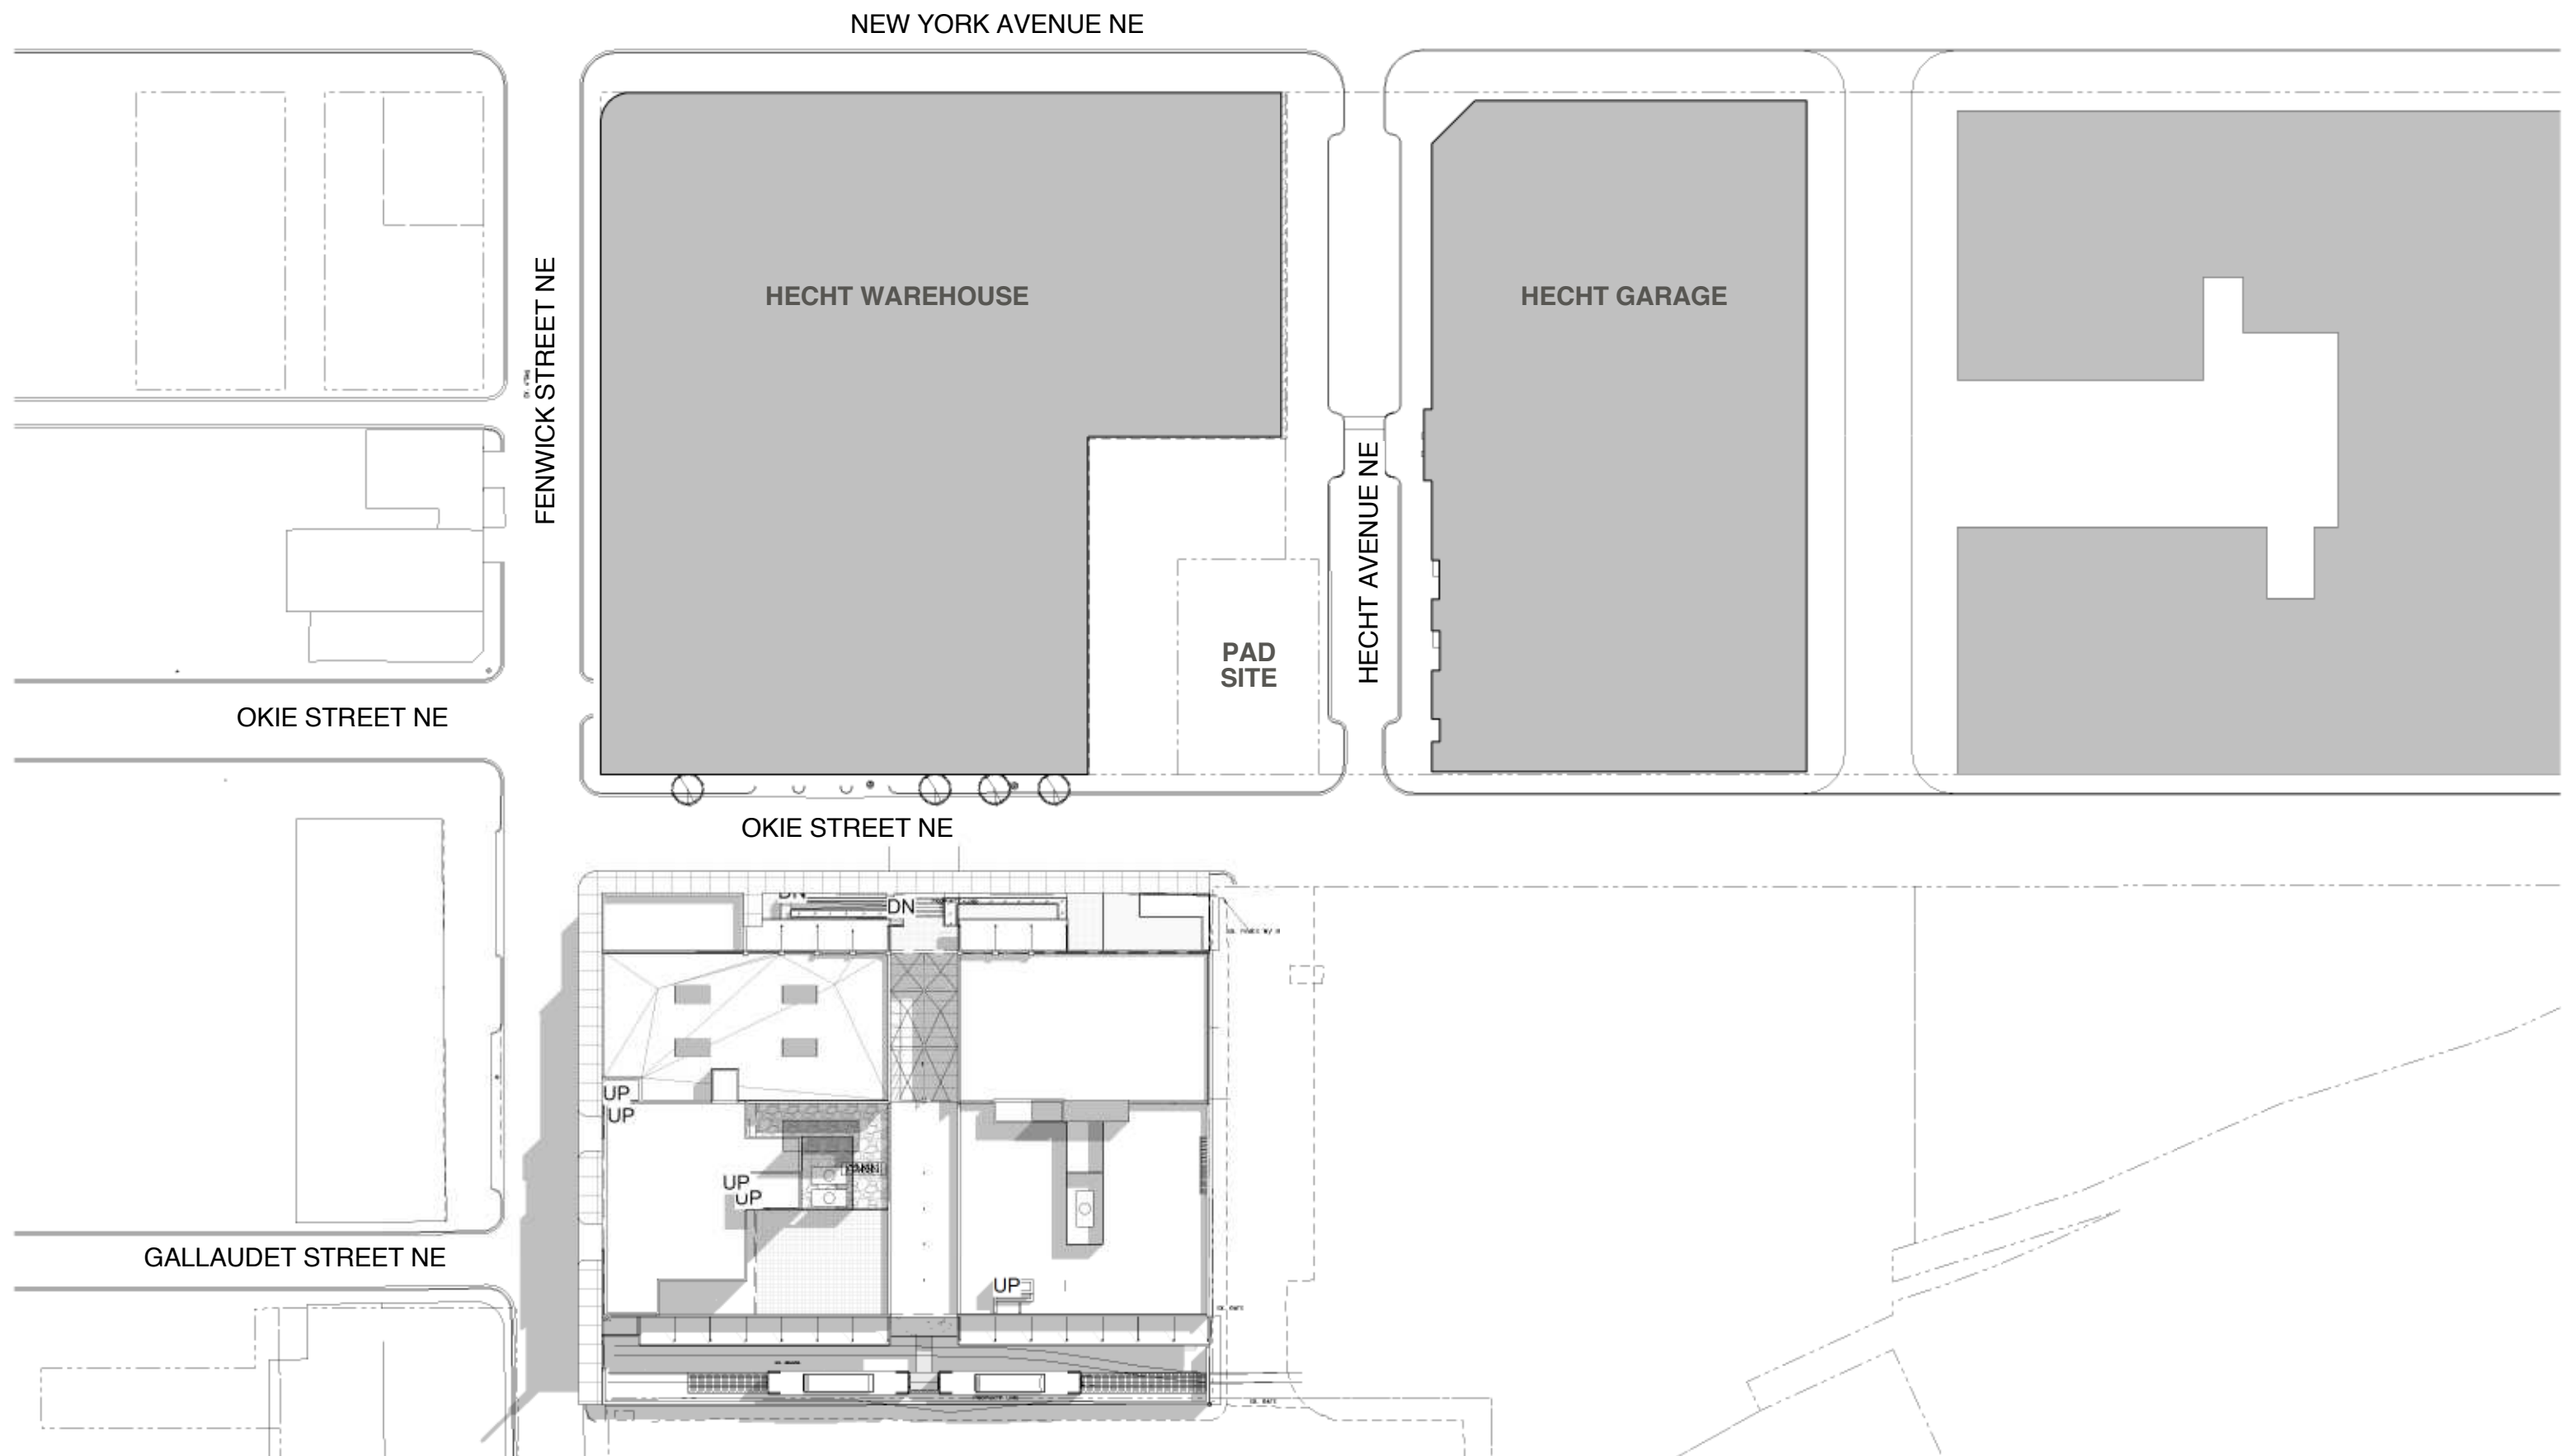 NEW YORK AVENUE NE
FENWICK STREET NE
HECHT WAREHOUSE
HECHT GARAGE
HECHT AVENUE NE
PAD
SITE
OKIE STREET NE
OKIE STREET NE
DN
DN
UP
UP
UP
UP
UP
GALLAUDET STREET NE